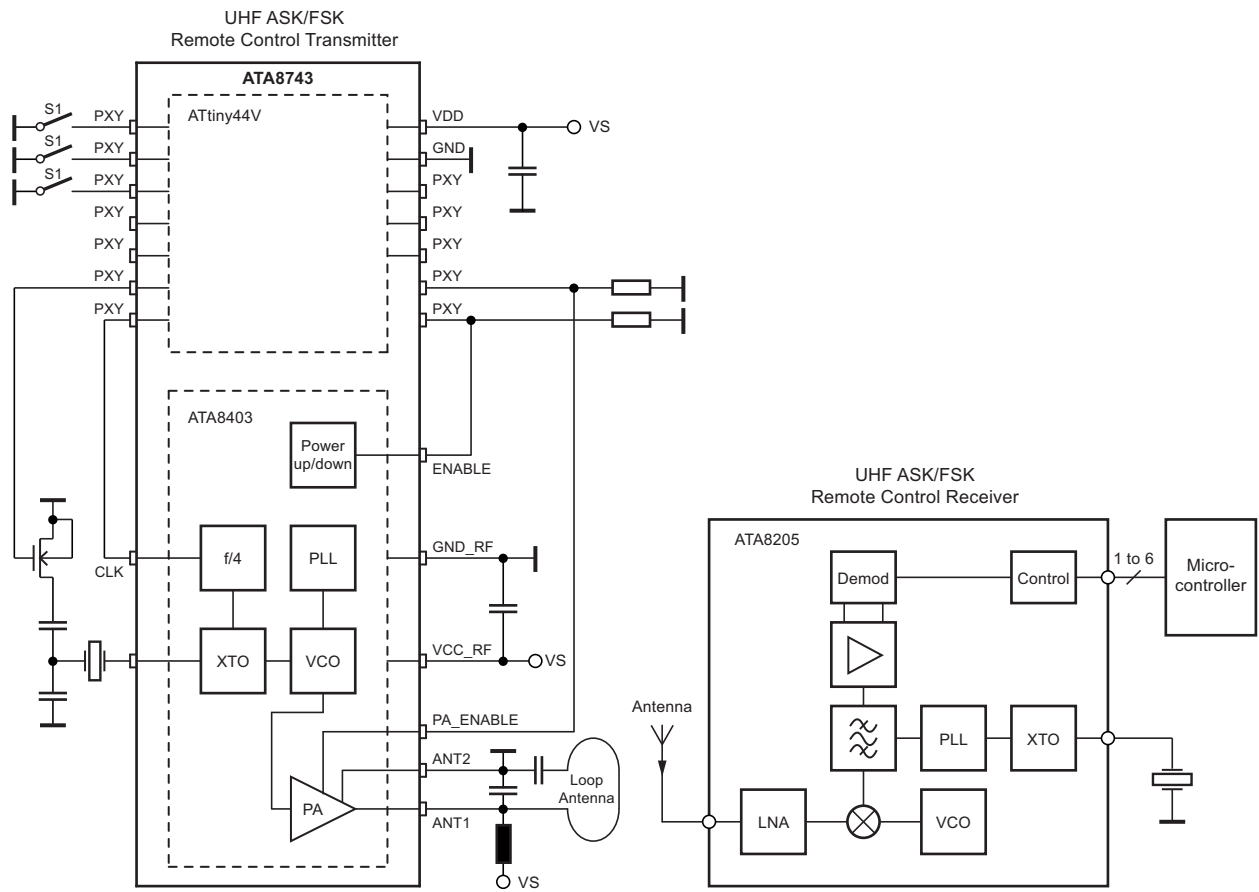 UHF ASK/FSK
Remote Control Transmitter
ATA8743
ATtiny44V
S1
PXY
S1
PXY
S1
PXY
PXY
PXY
PXY
PXY
VDD
VS
GND
PXY
PXY
PXY
PXY
PXY
ATA8403
Power
up/down
ENABLE
f/4
PLL
GND_RF
CLK
XTO
VCO
VCC_RF
VS
PA_ENABLE
ANT2
PA
Loop
Antenna
ANT1
VS
UHF ASK/FSK
Remote Control Receiver
ATA8205
Demod
Control
1 to 6
Micro-
controller
Antenna
PLL
XTO
LNA
VCO